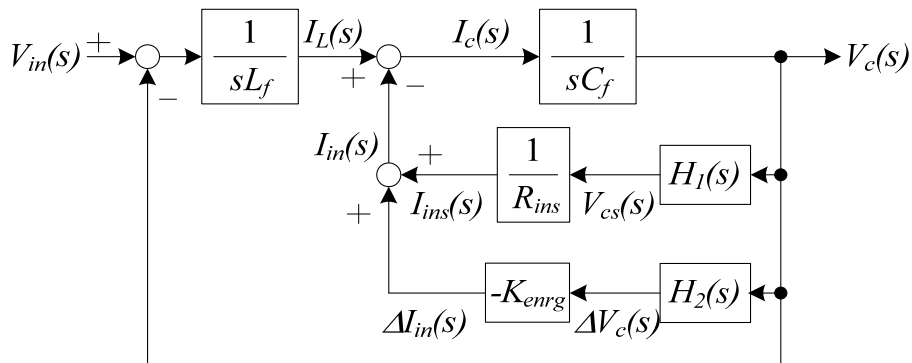 V_in(s) + − 1/(sL_f) I_L(s) + − I_c(s) 1/(sC_f) V_c(s)
I_in(s) + + I_ins(s) 1/R_ins V_cs(s) H_1(s)
ΔI_in(s) -K_enrg ΔV_c(s) H_2(s)